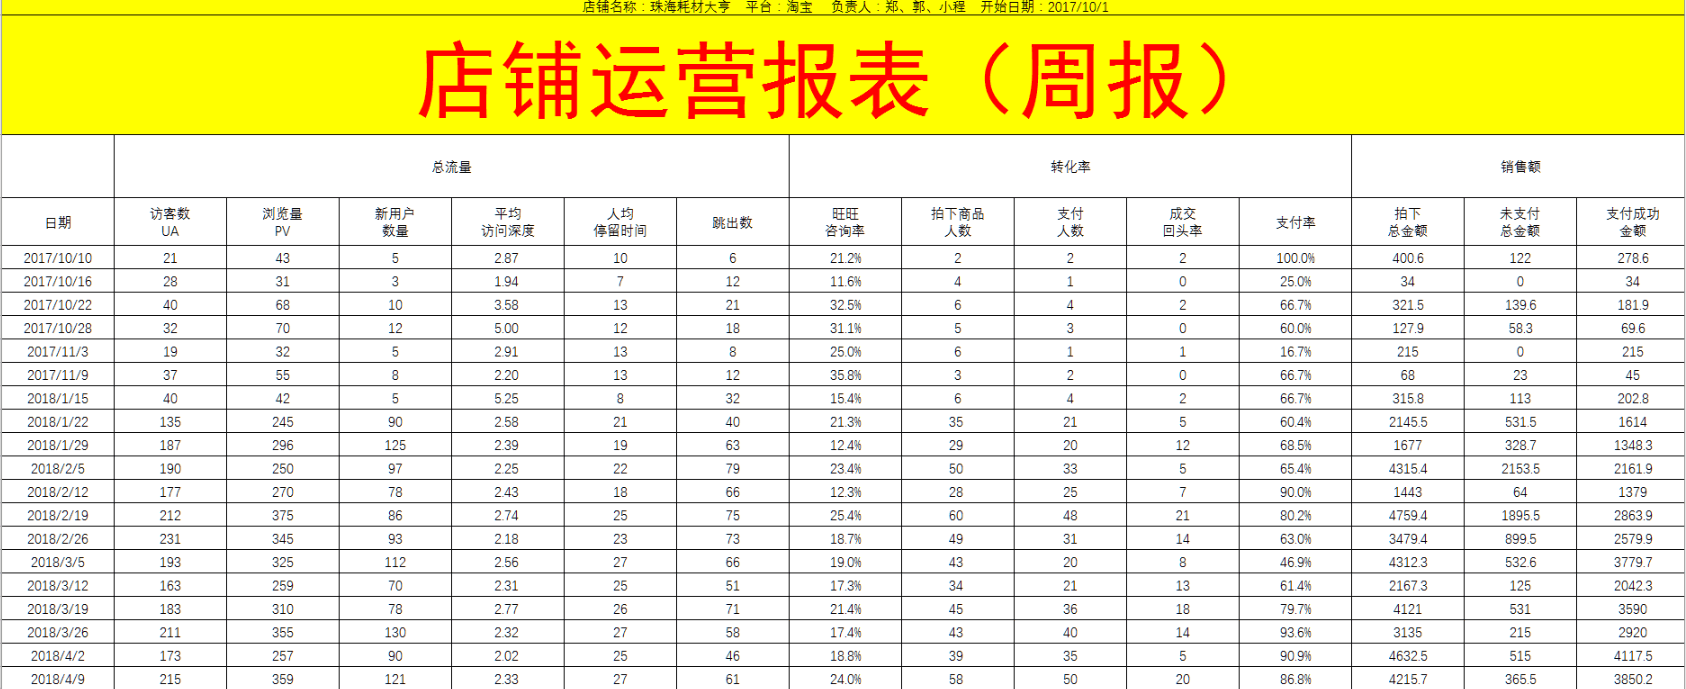 店铺名称：珠海耗材大亨 平台：淘宝 负责人：郑、郭、小程 开始日期：2017/10/1
店铺运营报表（周报）
总流量 转化率 销售额
日期 访客数 UA 浏览量 PV 新用户 数量 平均 访问深度 人均 停留时间 跳出数 旺旺 咨询率 拍下商品 人数 支付 人数 成交 回头率 支付率 拍下 总金额 未支付 总金额 支付成功 金额
2017/10/10 21 43 5 2.87 10 6 21.2% 2 2 2 100.0% 400.6 122 278.6
2017/10/16 28 31 3 1.94 7 12 11.6% 4 1 0 25.0% 34 0 34
2017/10/22 40 68 10 3.58 13 21 32.5% 6 4 2 66.7% 321.5 139.6 181.9
2017/10/28 32 70 12 5.00 12 18 31.1% 5 3 0 60.0% 127.9 58.3 69.6
2017/11/3 19 32 5 2.91 13 8 25.0% 6 1 1 16.7% 215 0 215
2017/11/9 37 55 8 2.20 13 12 35.8% 3 2 0 66.7% 68 23 45
2018/1/15 40 42 5 5.25 8 32 15.4% 6 4 2 66.7% 315.8 113 202.8
2018/1/22 135 245 90 2.58 21 40 21.3% 35 21 5 60.4% 2145.5 531.5 1614
2018/1/29 187 296 125 2.39 19 63 12.4% 29 20 12 68.5% 1677 328.7 1348.3
2018/2/5 190 250 97 2.25 22 79 23.4% 50 33 5 65.4% 4315.4 2153.5 2161.9
2018/2/12 177 270 78 2.43 18 66 12.3% 28 25 7 90.0% 1443 64 1379
2018/2/19 212 375 86 2.74 25 75 25.4% 60 48 21 80.2% 4759.4 1895.5 2863.9
2018/2/26 231 345 93 2.18 23 73 18.7% 49 31 14 63.0% 3479.4 899.5 2579.9
2018/3/5 193 325 112 2.56 27 66 19.0% 43 20 8 46.9% 4312.3 532.6 3779.7
2018/3/12 163 259 70 2.31 25 51 17.3% 34 21 13 61.4% 2167.3 125 2042.3
2018/3/19 183 310 78 2.77 26 71 21.4% 45 36 18 79.7% 4121 531 3590
2018/3/26 211 355 130 2.32 27 58 17.4% 43 40 14 93.6% 3135 215 2920
2018/4/2 173 257 90 2.02 25 46 18.8% 39 35 5 90.9% 4632.5 515 4117.5
2018/4/9 215 359 121 2.33 27 61 24.0% 58 50 20 86.8% 4215.7 365.5 3850.2